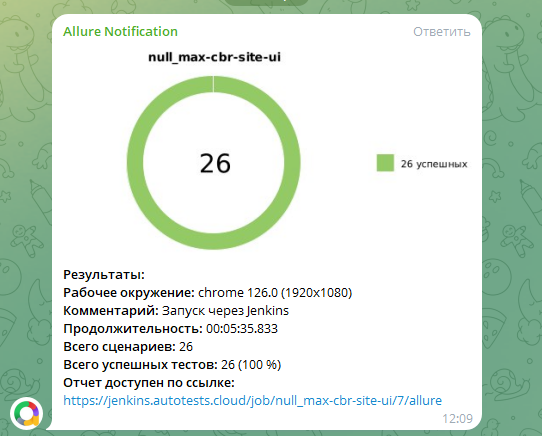 Allure Notification
Ответить
null_max-cbr-site-ui
26
26 успешных
Результаты:
Рабочее окружение: chrome 126.0 (1920x1080)
Комментарий: Запуск через Jenkins
Продолжительность: 00:05:35.833
Всего сценариев: 26
Всего успешных тестов: 26 (100 %)
Отчет доступен по ссылке:
https://jenkins.autotests.cloud/job/null_max-cbr-site-ui/7/allure
12:09